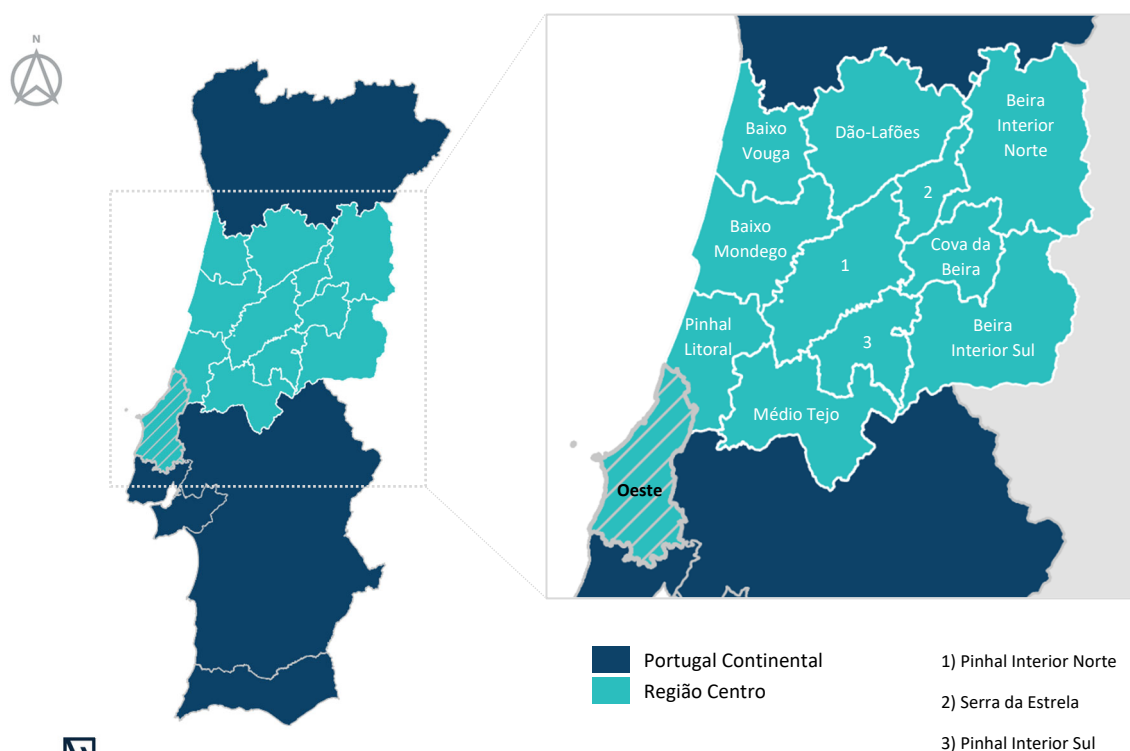 N
Baixo
Vouga
Dão-Lafões
Beira
Interior
Norte
2
Baixo
Mondego
1
Cova da
Beira
Pinhal
Litoral
3
Beira
Interior Sul
Médio Tejo
Oeste
Portugal Continental
Região Centro
1) Pinhal Interior Norte
2) Serra da Estrela
3) Pinhal Interior Sul